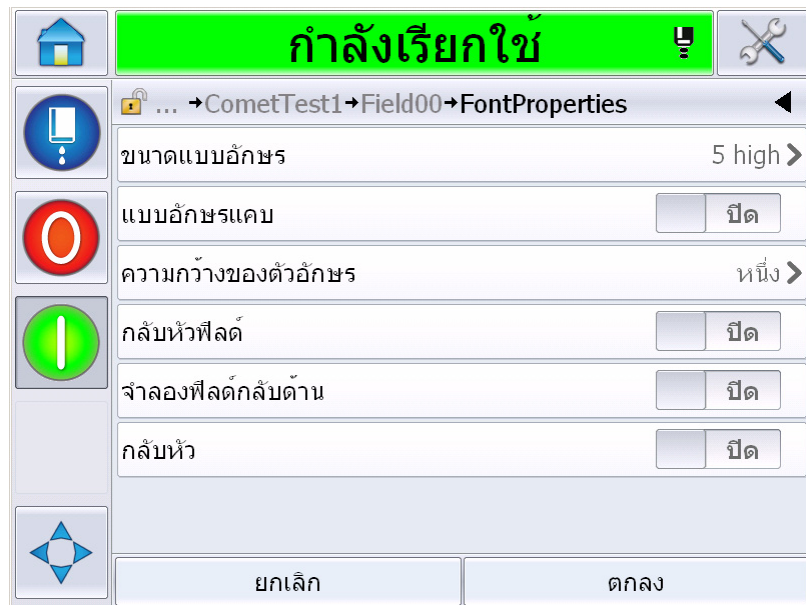 กำลังเรียกใช้
... →CometTest1→Field00→FontProperties
ขนาดแบบอักษร 5 high
แบบอักษรแคบ ปิด
ความกว้างของตัวอักษร หนึ่ง
กลับหัวฟิลด์ ปิด
จำลองฟิลด์กลับด้าน ปิด
กลับหัว ปิด
ยกเลิก ตกลง